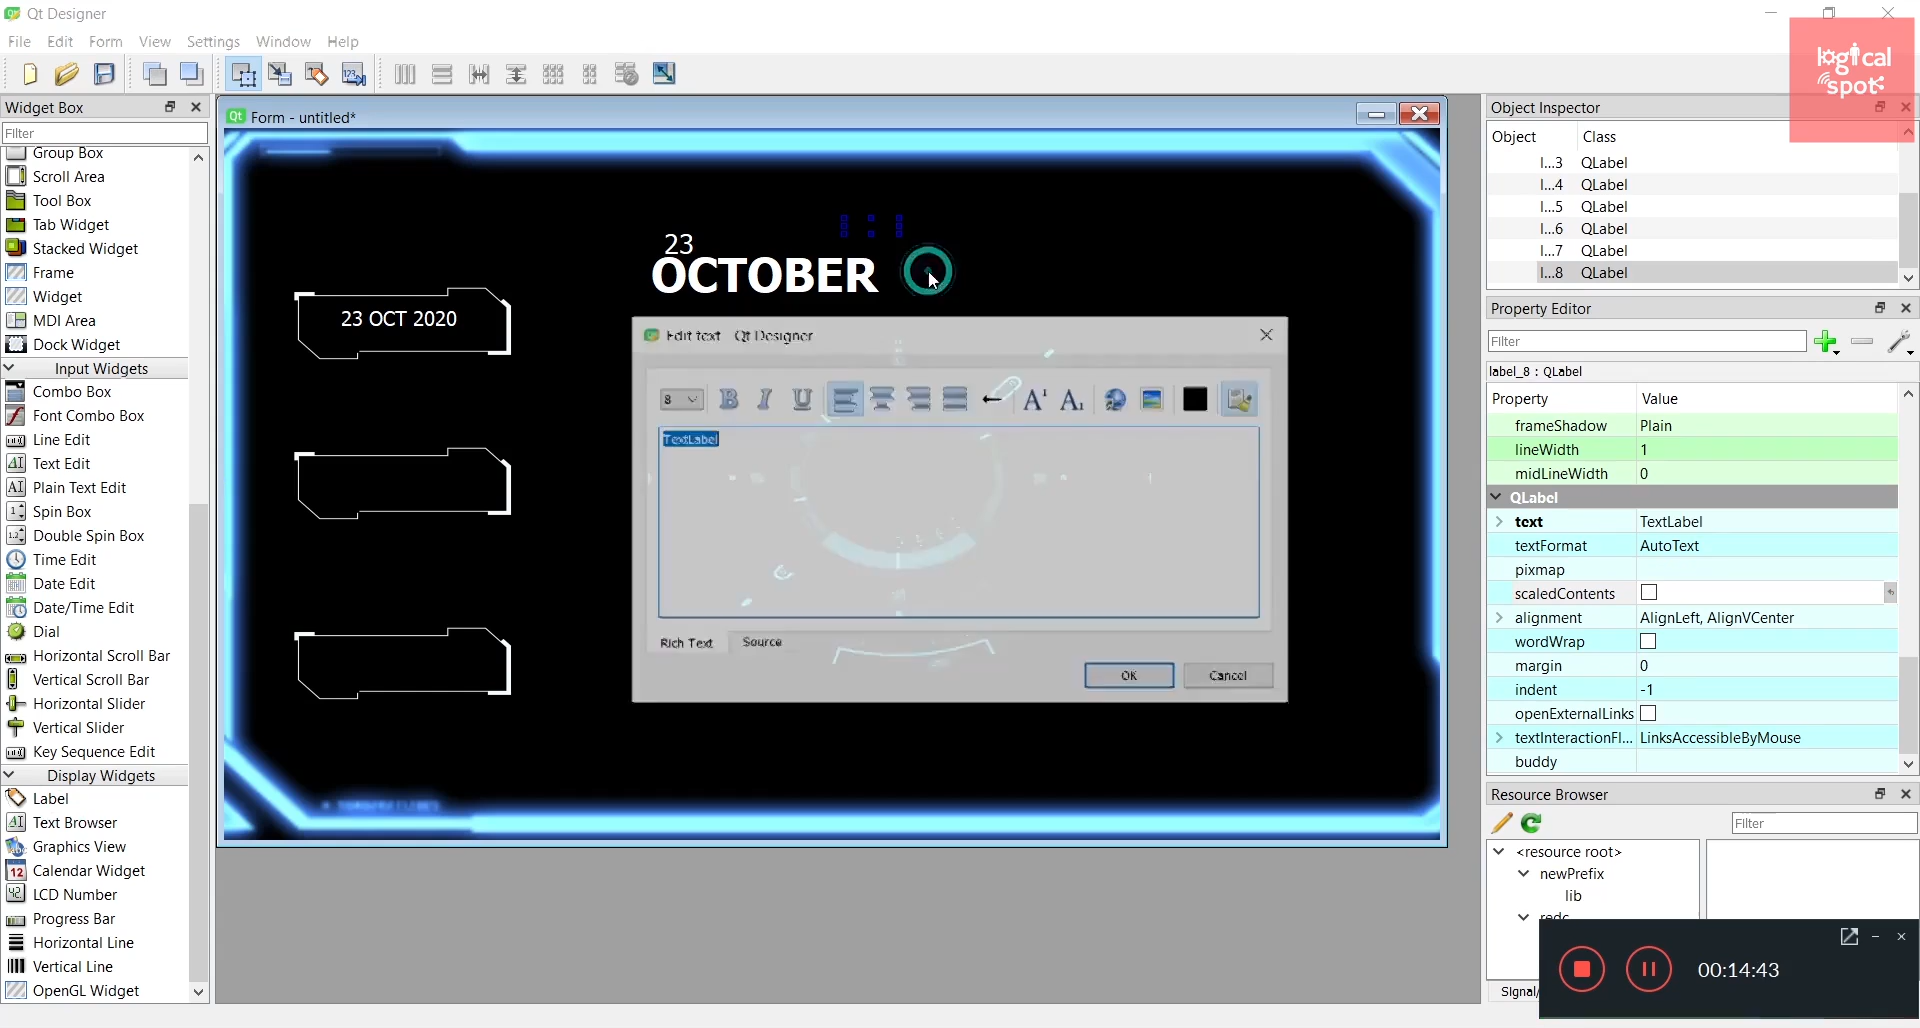 Qt Designer
File Edit Form View Settings Window Help
logical
spot
Widget Box
Filter
Group Box
Scroll Area
Tool Box
Tab Widget
Stacked Widget
Frame
Widget
MDI Area
Dock Widget
Input Widgets
Combo Box
Font Combo Box
Line Edit
Text Edit
Plain Text Edit
Spin Box
Double Spin Box
Time Edit
Date Edit
Date/Time Edit
Dial
Horizontal Scroll Bar
Vertical Scroll Bar
Horizontal Slider
Vertical Slider
Key Sequence Edit
Display Widgets
Label
Text Browser
Graphics View
Calendar Widget
LCD Number
Progress Bar
Horizontal Line
Vertical Line
OpenGL Widget
Form - untitled*
23
OCTOBER
23 OCT 2020
Edit text Qt Designer
8
TextLabel
Rich Text Source
OK Cancel
Object Inspector
Object Class
l...3 QLabel
l...4 QLabel
l...5 QLabel
l...6 QLabel
l...7 QLabel
l...8 QLabel
Property Editor
Filter
label_8 : QLabel
Property Value
frameShadow Plain
lineWidth 1
midLineWidth 0
QLabel
text TextLabel
textFormat AutoText
pixmap
scaledContents
alignment AlignLeft, AlignVCenter
wordWrap
margin 0
indent -1
openExternalLinks
textInteractionFl... LinksAccessibleByMouse
buddy
Resource Browser
Filter
<resource root>
newPrefix
lib
Signal/
00:14:43